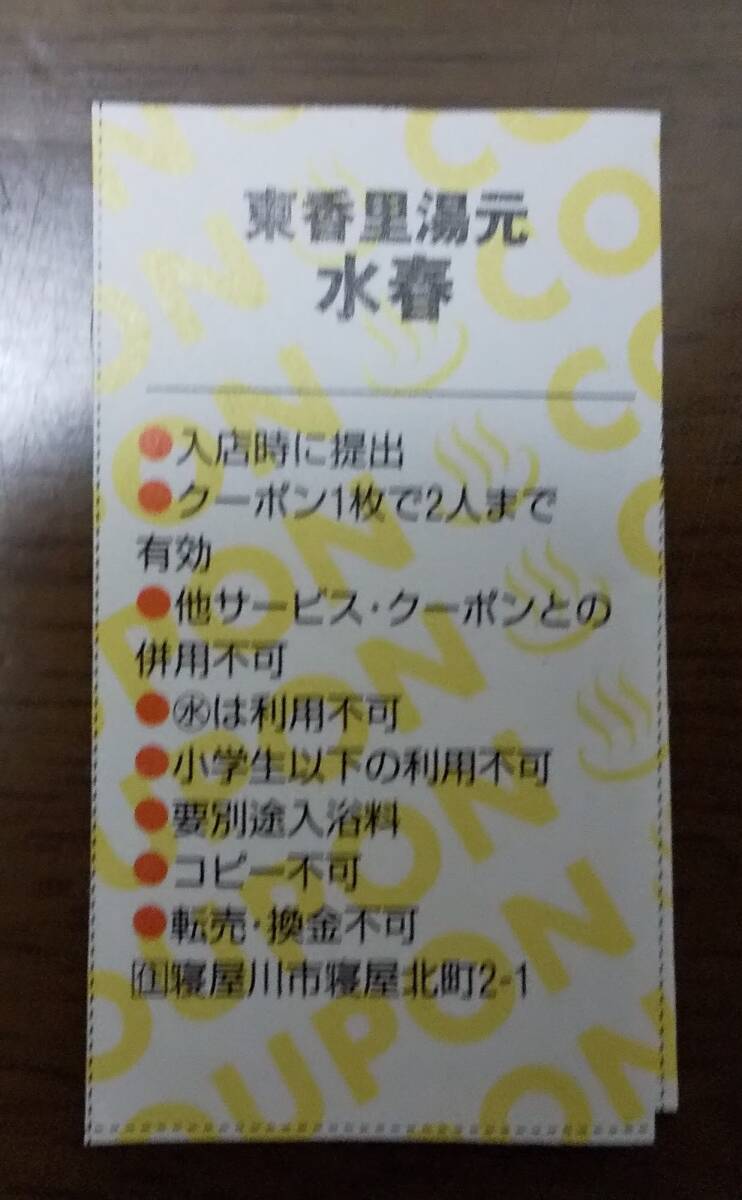 東香里湯元
水春
●入店時に提出
●クーポン1枚で2人まで
有効
●他サービス・クーポンとの
併用不可
●㊌は利用不可
●小学生以下の利用不可
●要別途入浴料
●コピー不可
●転売・換金不可
住寝屋川市寝屋北町2-1
COUPON